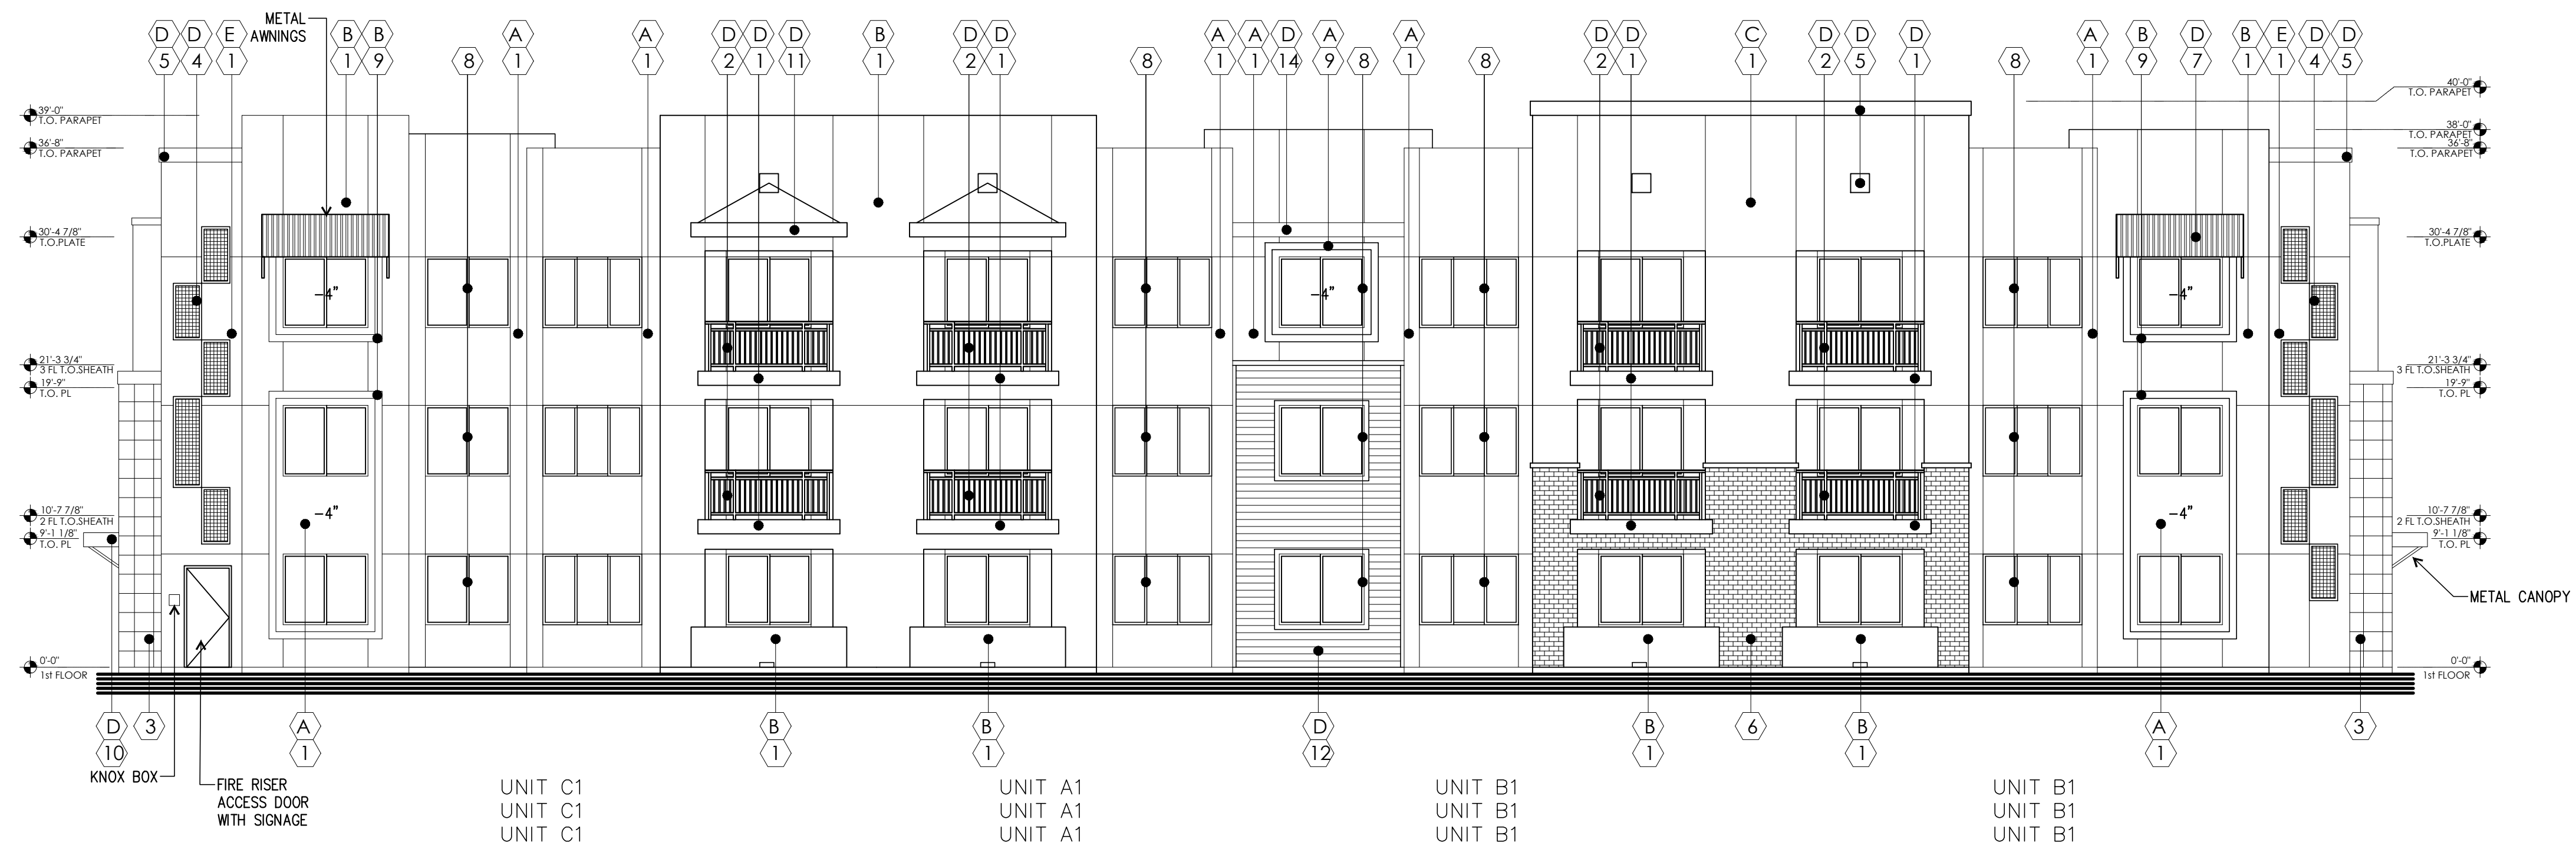 METAL
AWNINGS
D D E B B 8 A A D D D B D D 8 A A D A 8 A 8 D D C D D D 8 A B D B E D D
5 4 1 1 9 1 1 2 1 11 1 2 1 1 1 14 9 1 2 1 1 2 5 1 1 9 7 1 1 4 5
39'-0"
T.O. PARAPET
36'-8"
T.O. PARAPET
30'-4 7/8"
T.O.PLATE
21'-3 3/4"
3 FL T.O.SHEATH
19'-9"
T.O. PL
10'-7 7/8"
2 FL T.O.SHEATH
9'-1 1/8"
T.O. PL
0'-0"
1st FLOOR
-4"
-4"
-4"
-4"
-4"
40'-0"
T.O. PARAPET
38'-0"
T.O. PARAPET
36'-8"
T.O. PARAPET
30'-4 7/8"
T.O.PLATE
21'-3 3/4"
3 FL T.O.SHEATH
19'-9"
T.O. PL
10'-7 7/8"
2 FL T.O.SHEATH
9'-1 1/8"
T.O. PL
METAL CANOPY
0'-0"
1st FLOOR
D 3 A B B D B 6 B A 3
10 1 1 1 12 1 1 1
KNOX BOX
FIRE RISER
ACCESS DOOR
WITH SIGNAGE
UNIT C1
UNIT C1
UNIT C1
UNIT A1
UNIT A1
UNIT A1
UNIT B1
UNIT B1
UNIT B1
UNIT B1
UNIT B1
UNIT B1